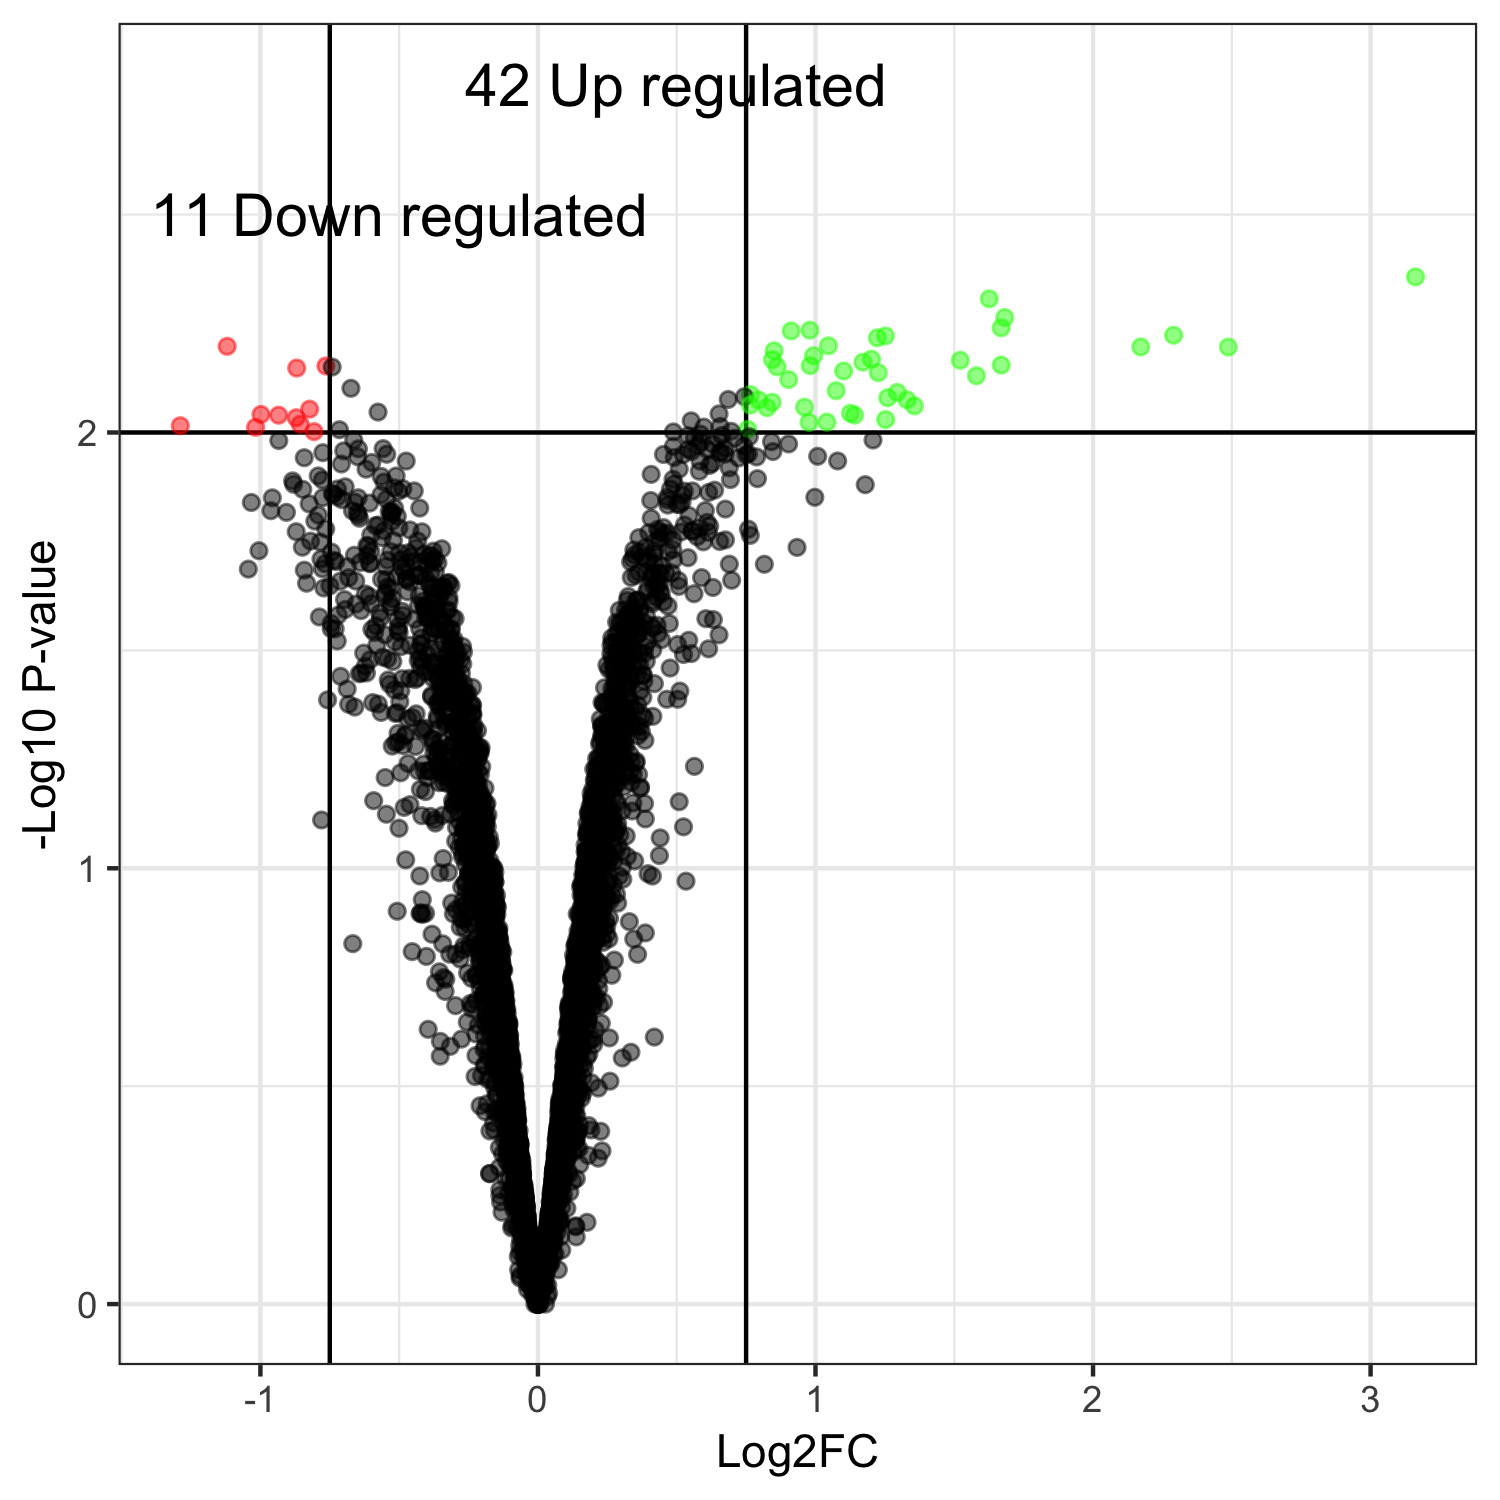 42 Up regulated
11 Down regulated
-Log10 P-value
2
1
0
-1 0 1 2 3
Log2FC